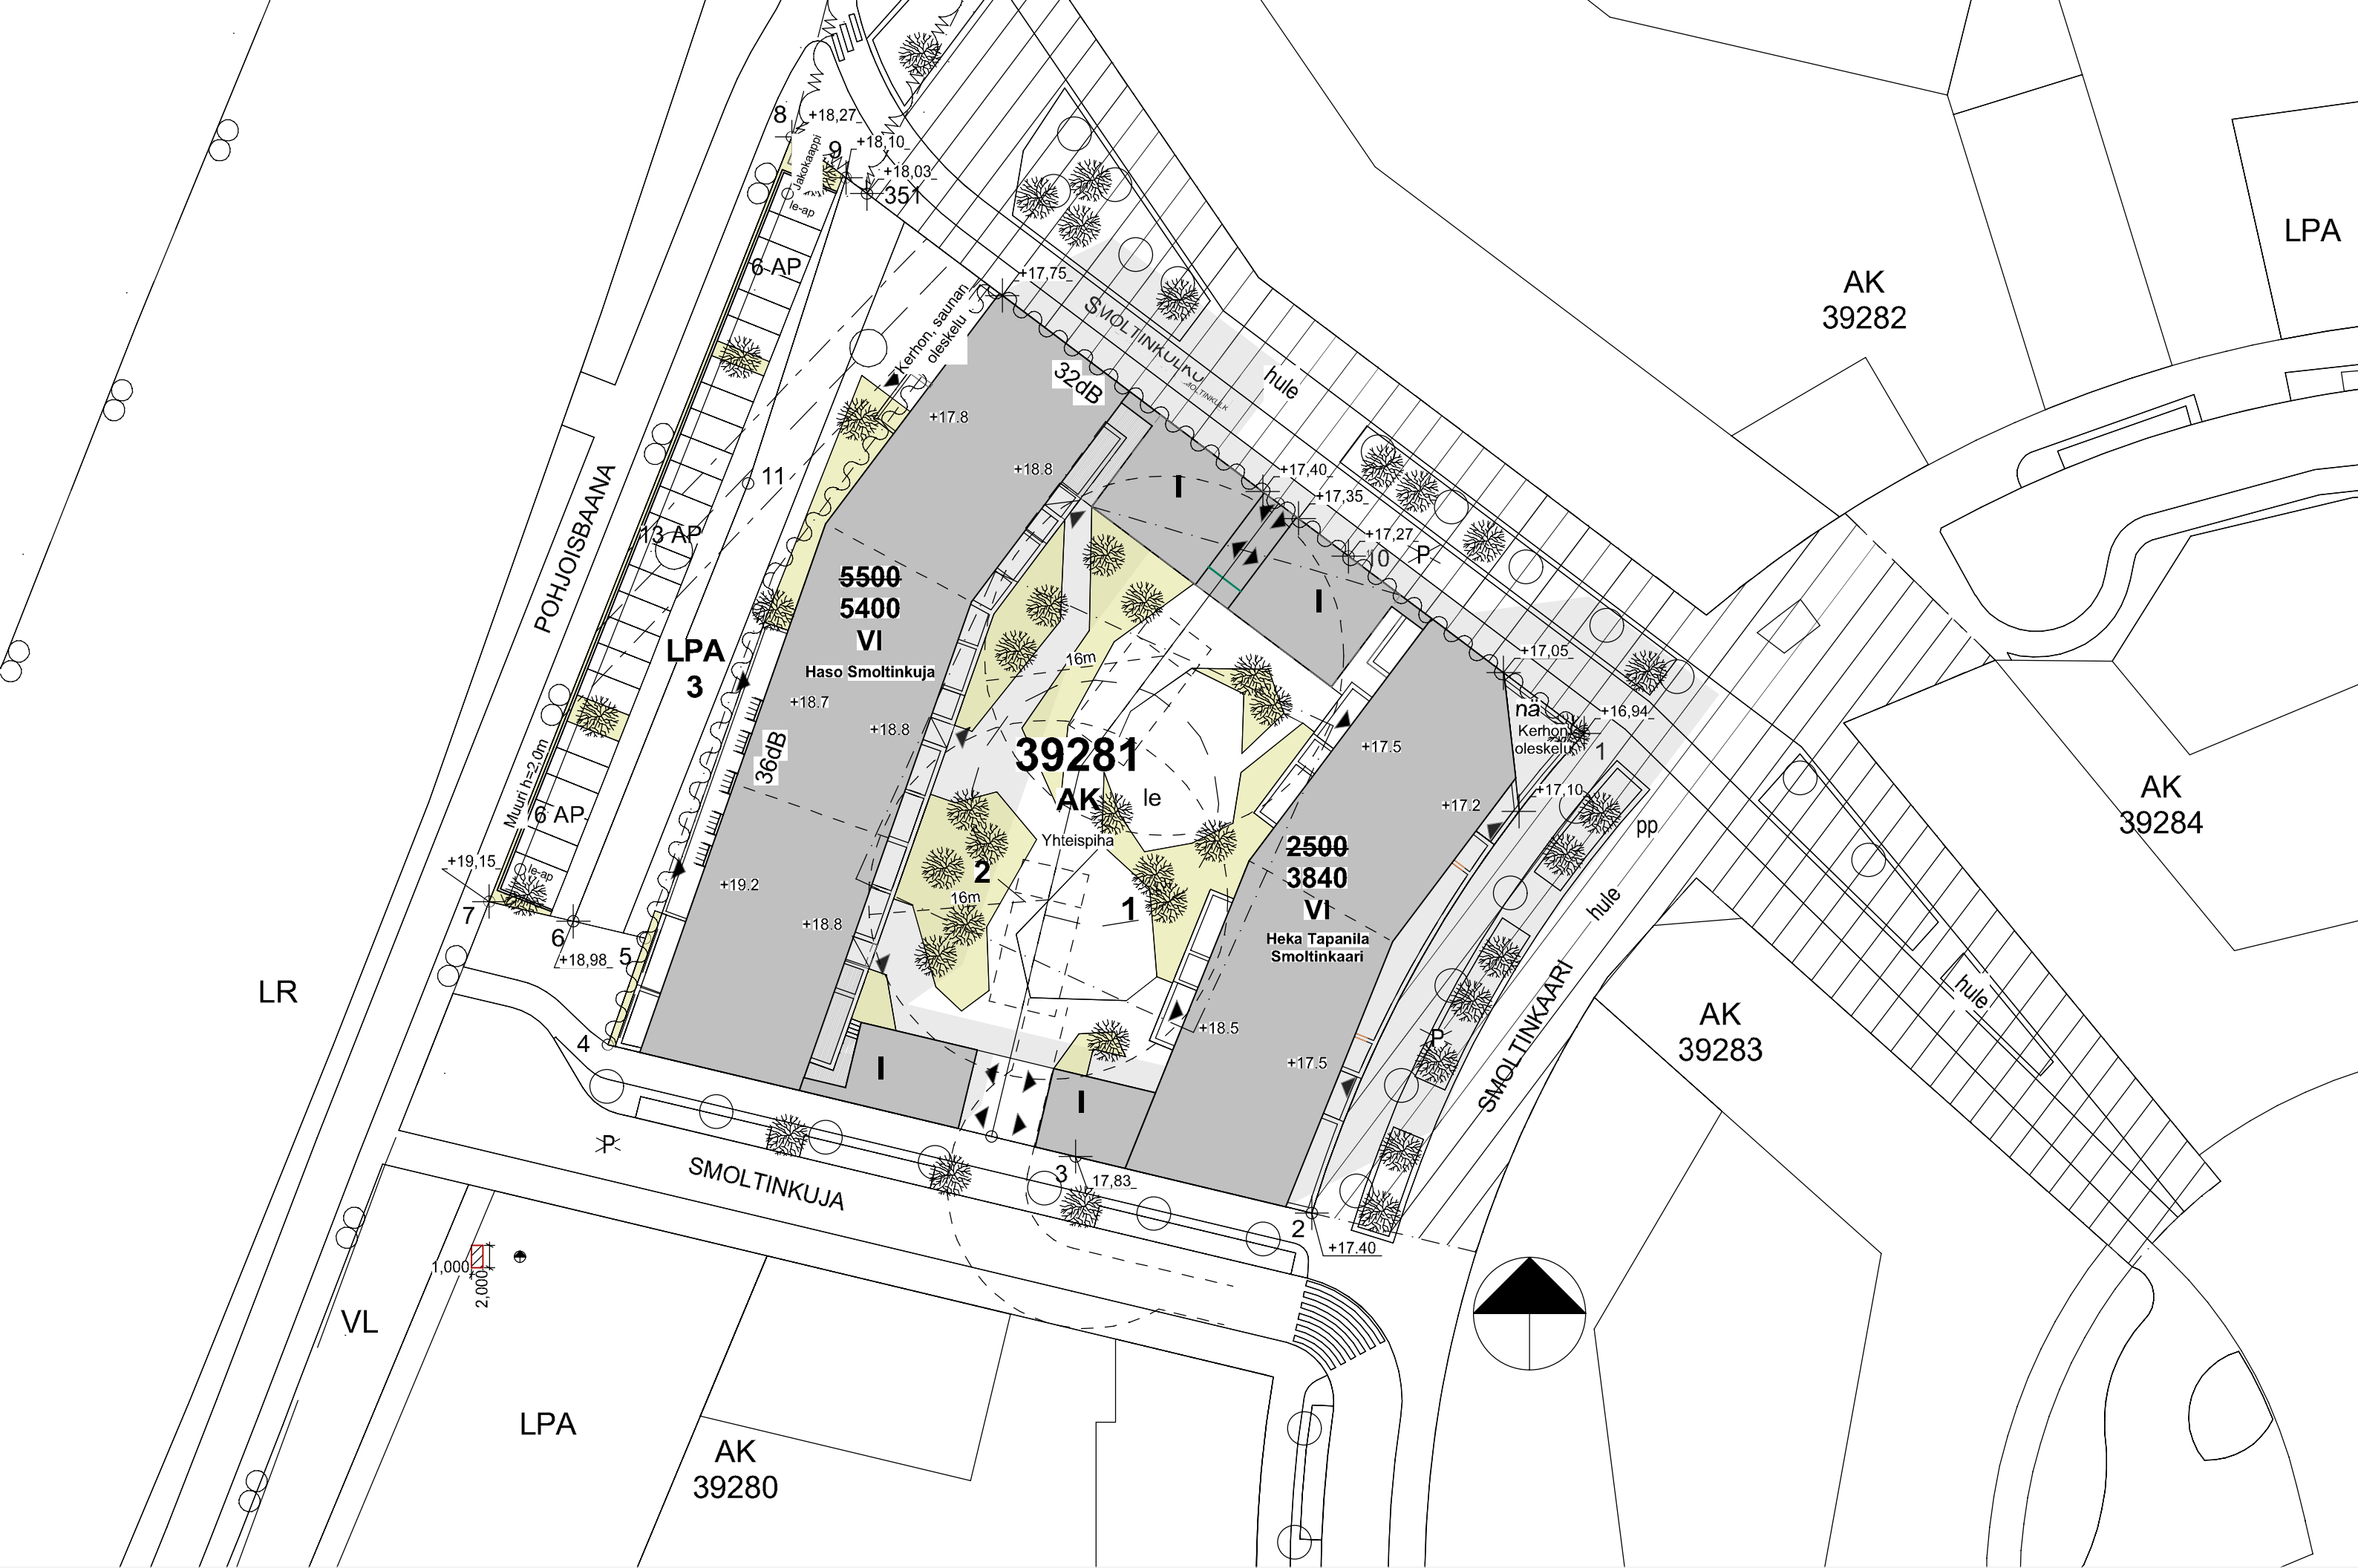 8
+18,27
Jakokaappi
9
+18,10
+18,03
351
le-ap
6 AP
+17,75
Kerhon, saunan
oleskelu
SMOLTINKULKU
hule
32dB
+17.8
+18.8
I
+17,40
+17,35
+17,27
P
11
13 AP
POHJOISBAANA
5500
5400
VI
Haso Smoltinkuja
I
16m
LPA
3
+18.7
+18.8
36dB
+17,05
nä
Kerhon
oleskelu
+16,94
1
39281
AK
le
Yhteispiha
+17.5
+17.2
+17,10
pp
Muuri h=2,0m
6 AP
le-ap
+19,15
7
6
+18,98
5
4
+19.2
+18.8
2
16m
1
2500
3840
VI
Heka Tapanila
Smoltinkaari
+18.5
+17.5
hule
P
SMOLTINKAARI
I
I
P
SMOLTINKUJA
3
17,83
2
+17.40
1,000
2,000
LR
VL
LPA
AK
39280
AK
39283
AK
39284
hule
AK
39282
LPA